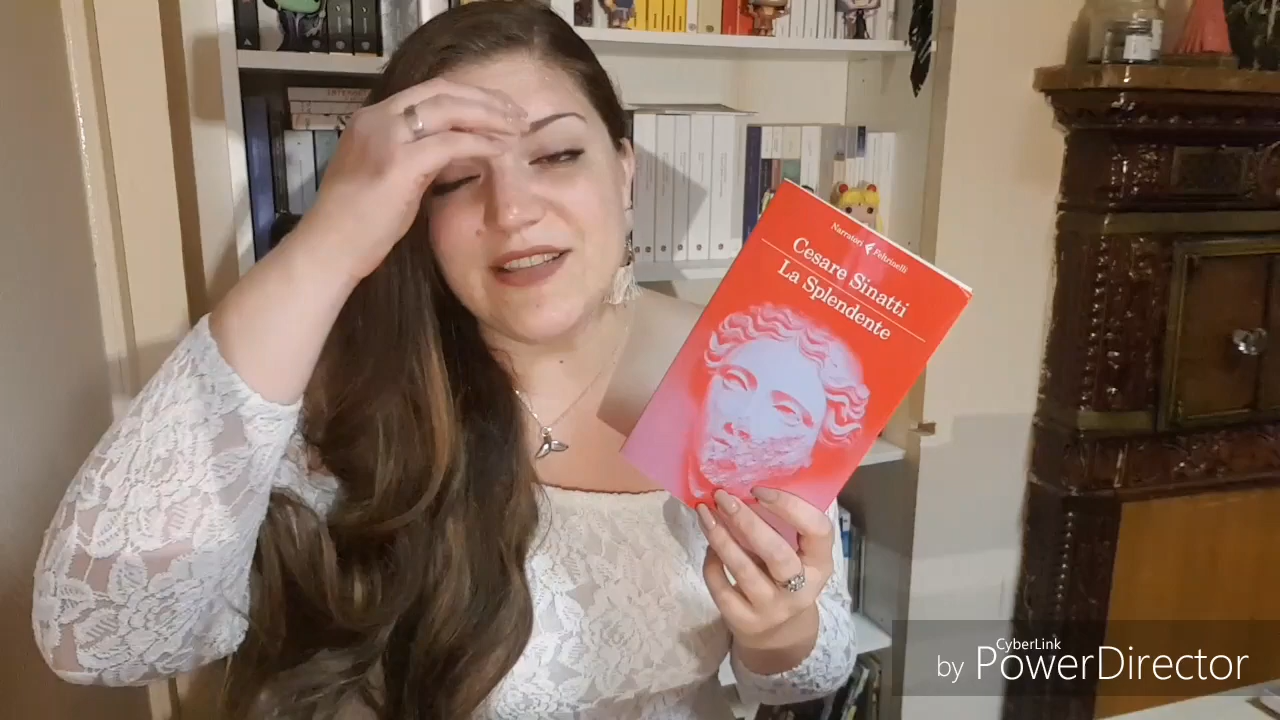 Narratori Feltrinelli
Cesare Sinatti
La Splendente
CyberLink
by PowerDirector